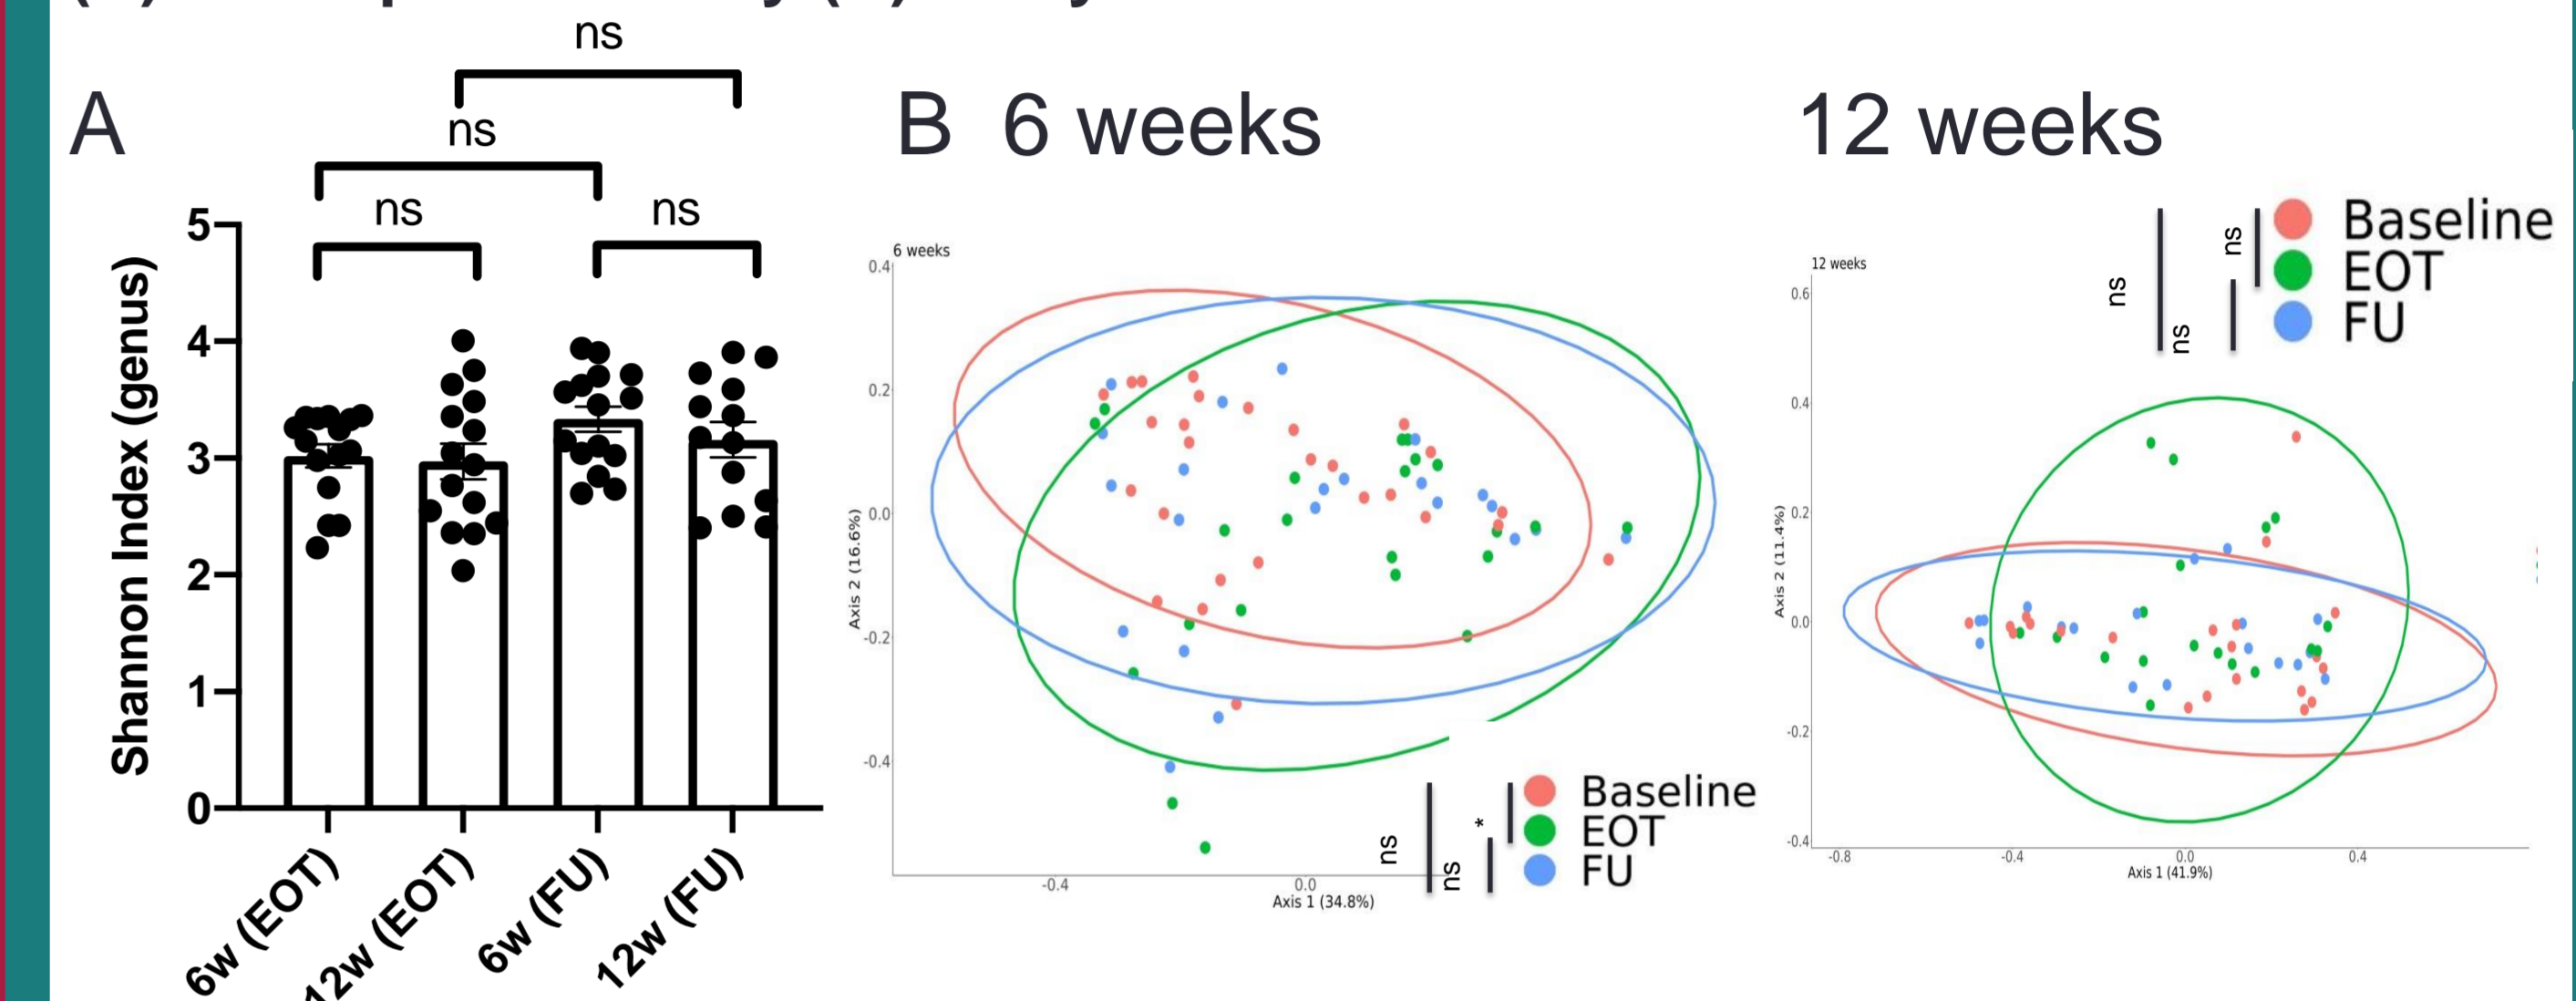 ns
A
ns
ns
ns
5
4
3
2
1
0
Shannon Index (genus)
6w (EOT)
12w (EOT)
6w (FU)
12w (FU)
B 6 weeks
6 weeks
0.4
0.2
0.0
-0.2
-0.4
Axis 2 (16.6%)
-0.4
0.0
Axis 1 (34.8%)
ns
ns
*
Baseline
EOT
FU
12 weeks
12 weeks
0.6
0.4
0.2
0.0
-0.2
-0.4
Axis 2 (11.4%)
-0.8
-0.4
0.0
0.4
Axis 1 (41.9%)
ns
ns
ns
Baseline
EOT
FU